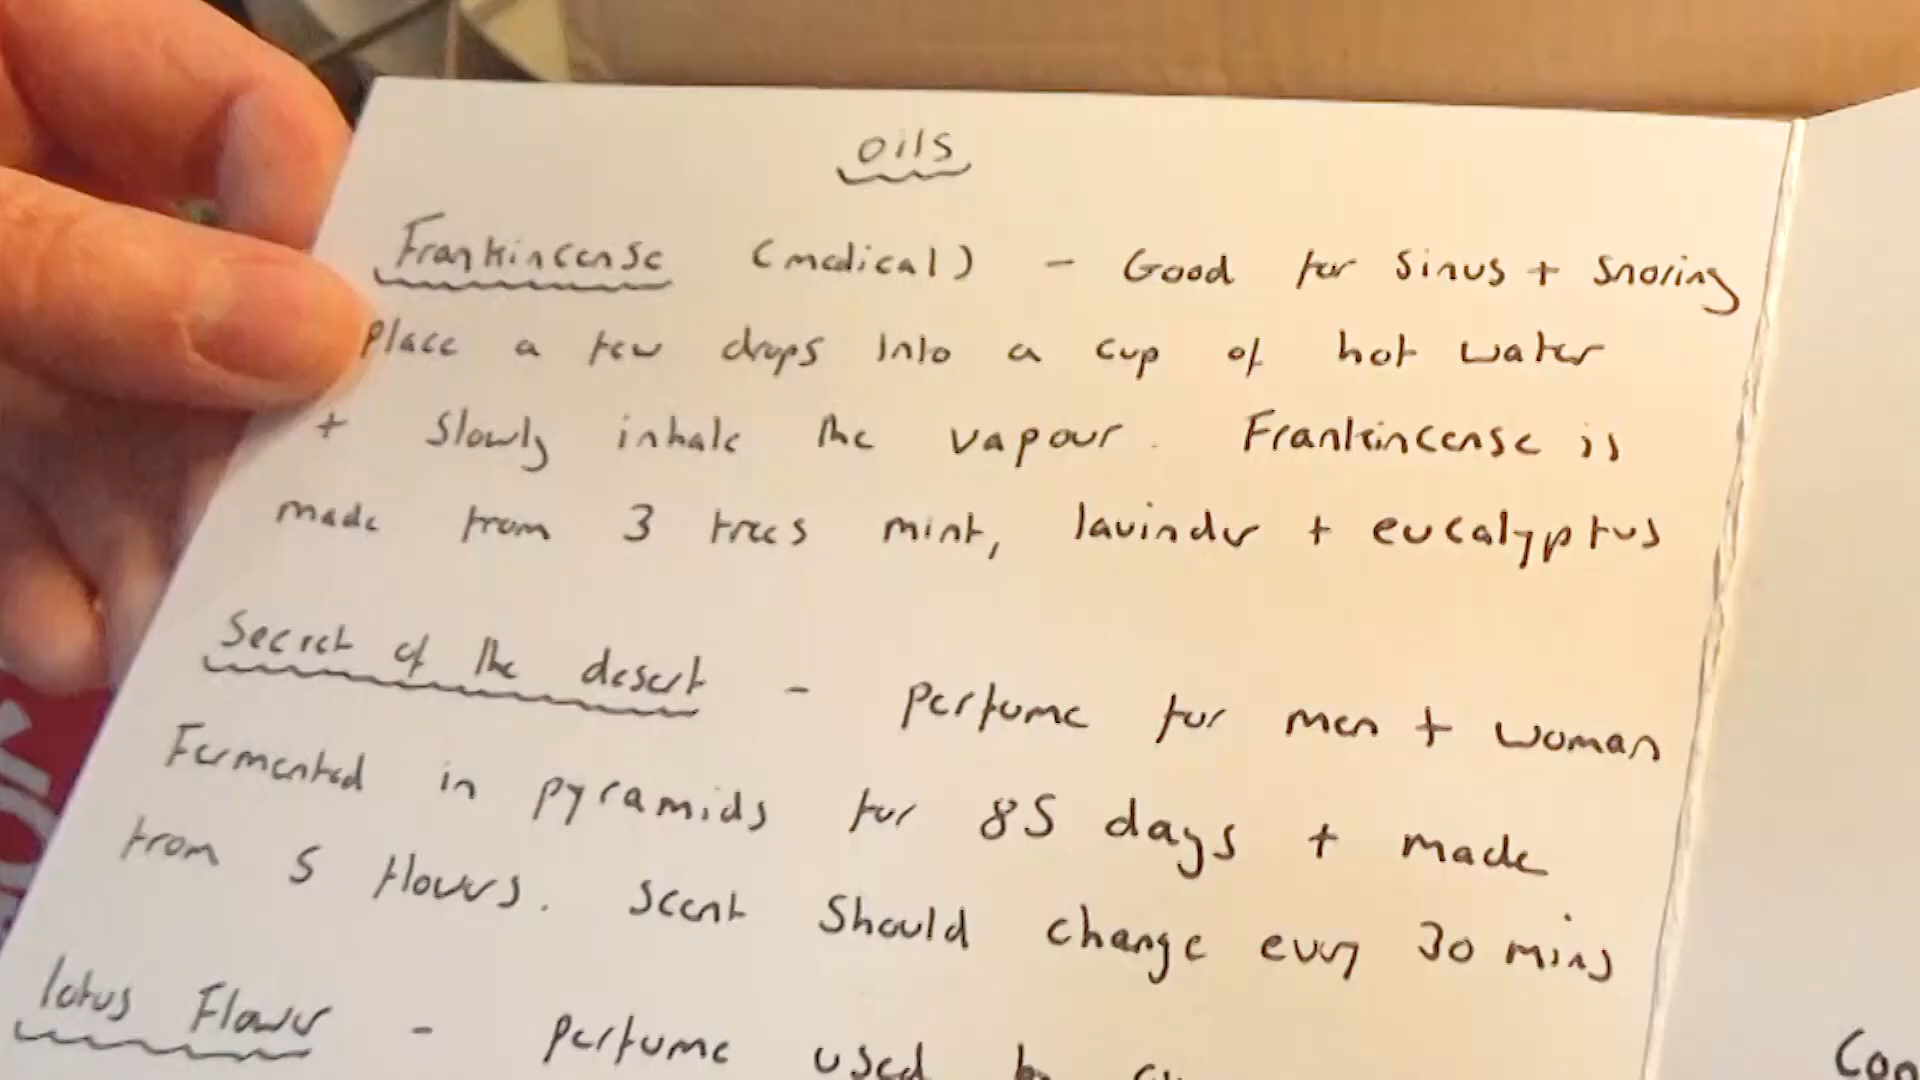 oils
Frankincense (medical) - Good for sinus + snoring
place a few drops into a cup of hot water
+ slowly inhale the vapour. Frankincense is
made from 3 trees mint, lavinder + eucalyptus
Secret of the desert - perfume for men + woman
Fermented in pyramids for 85 days + made
from 5 flowers. Scent should change every 30 mins
lotus Flower - perfume used by